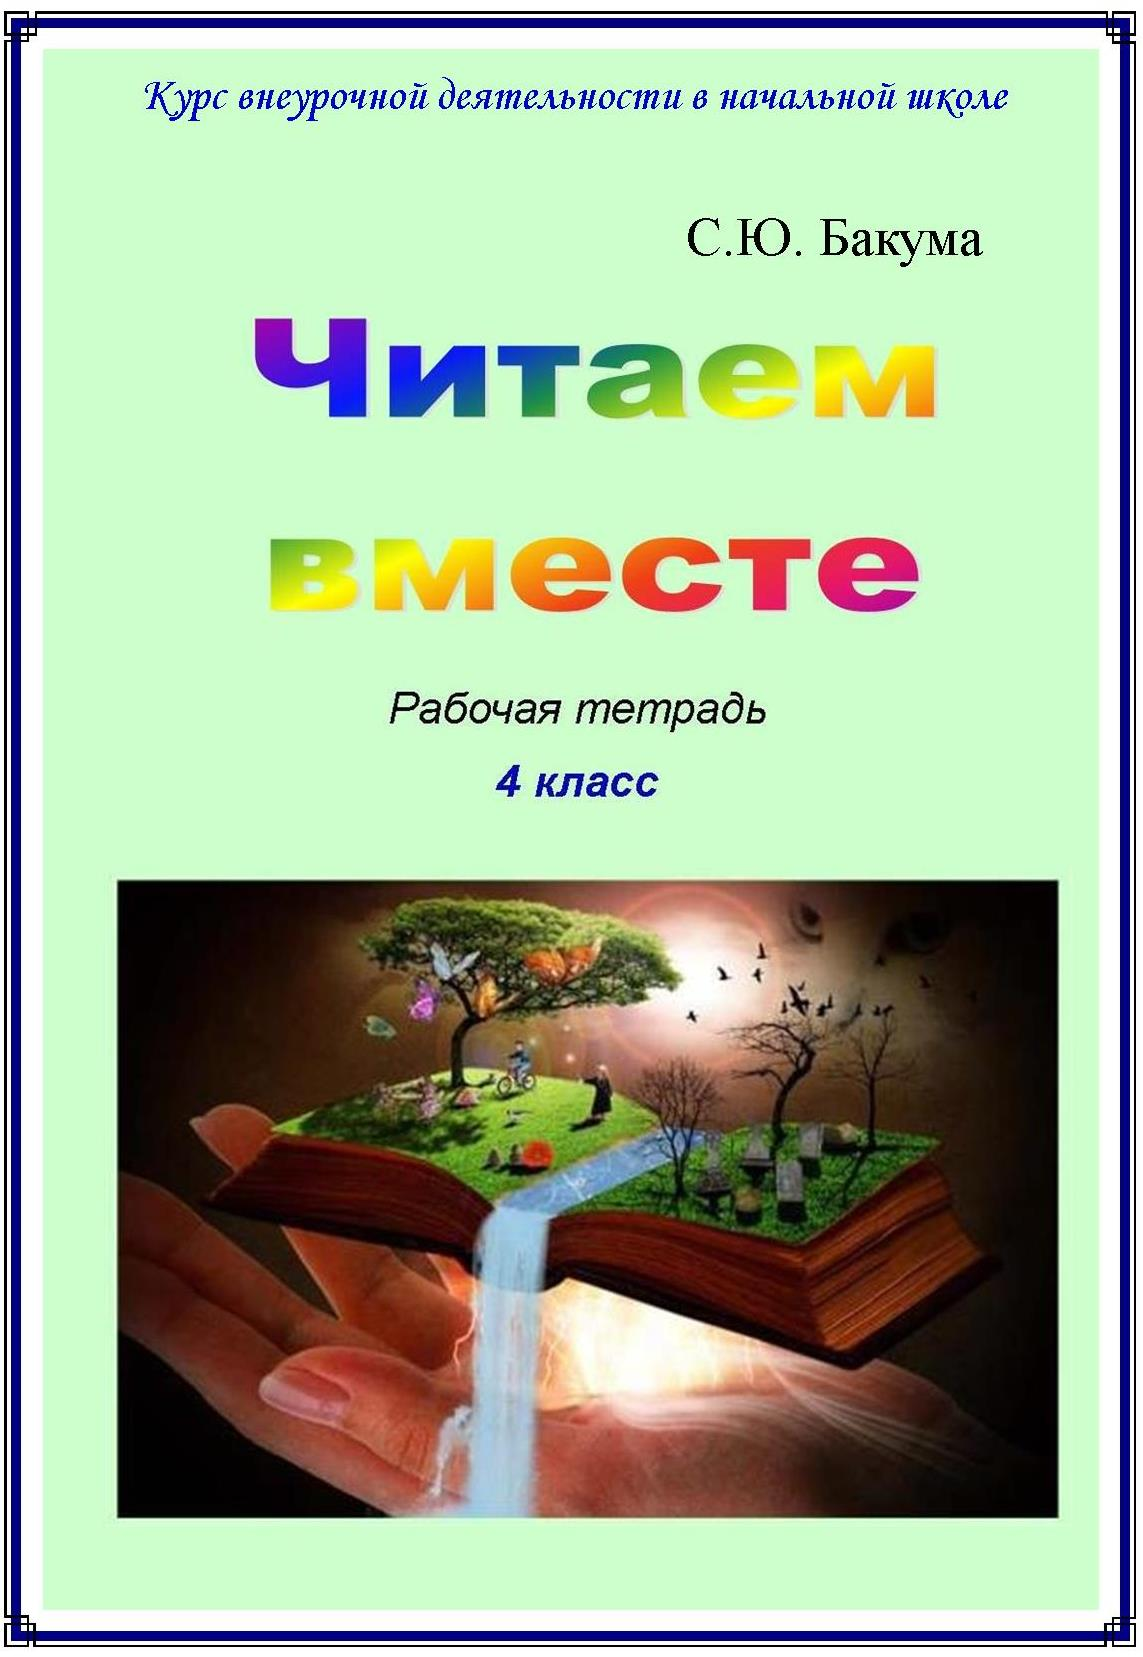 Курс внеурочной деятельности в начальной школе
С.Ю. Бакума
Читаем
вместе
Рабочая тетрадь
4 класс